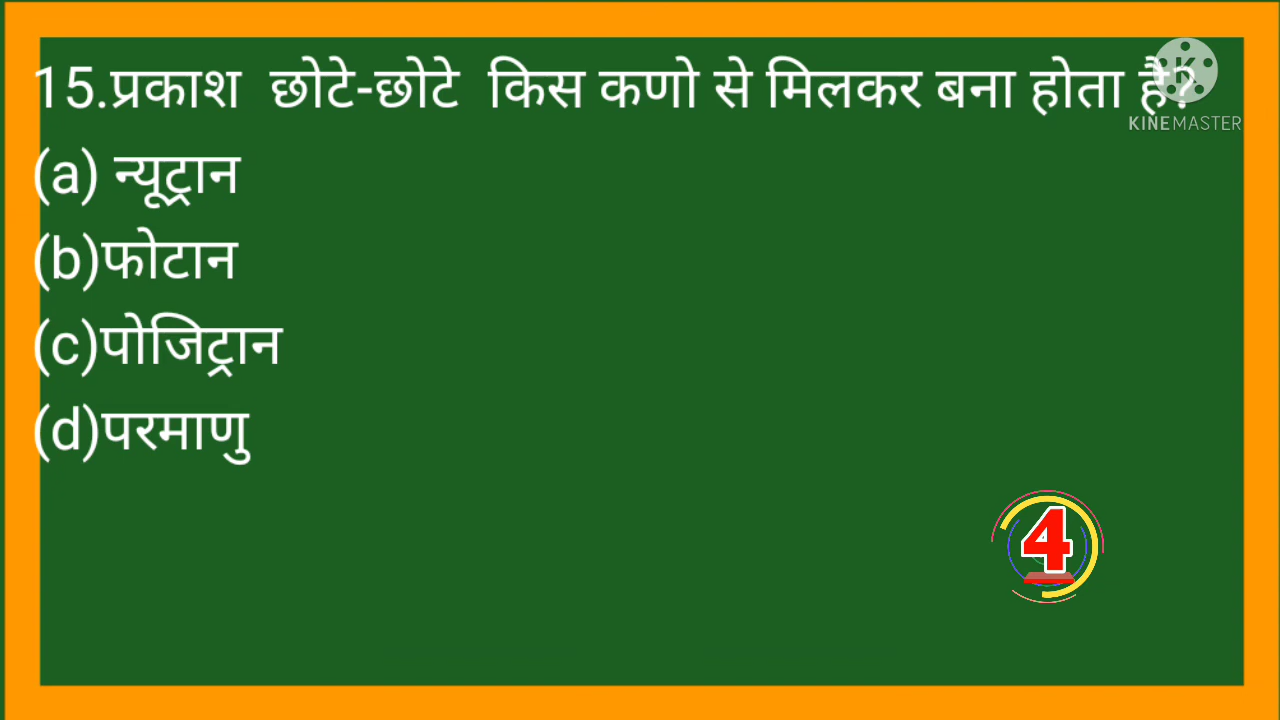 15.प्रकाश छोटे-छोटे किस कणो से मिलकर बना होता है?
KINEMASTER
(a) न्यूट्रान
(b)फोटान
(c)पोजिट्रान
(d)परमाणु
4